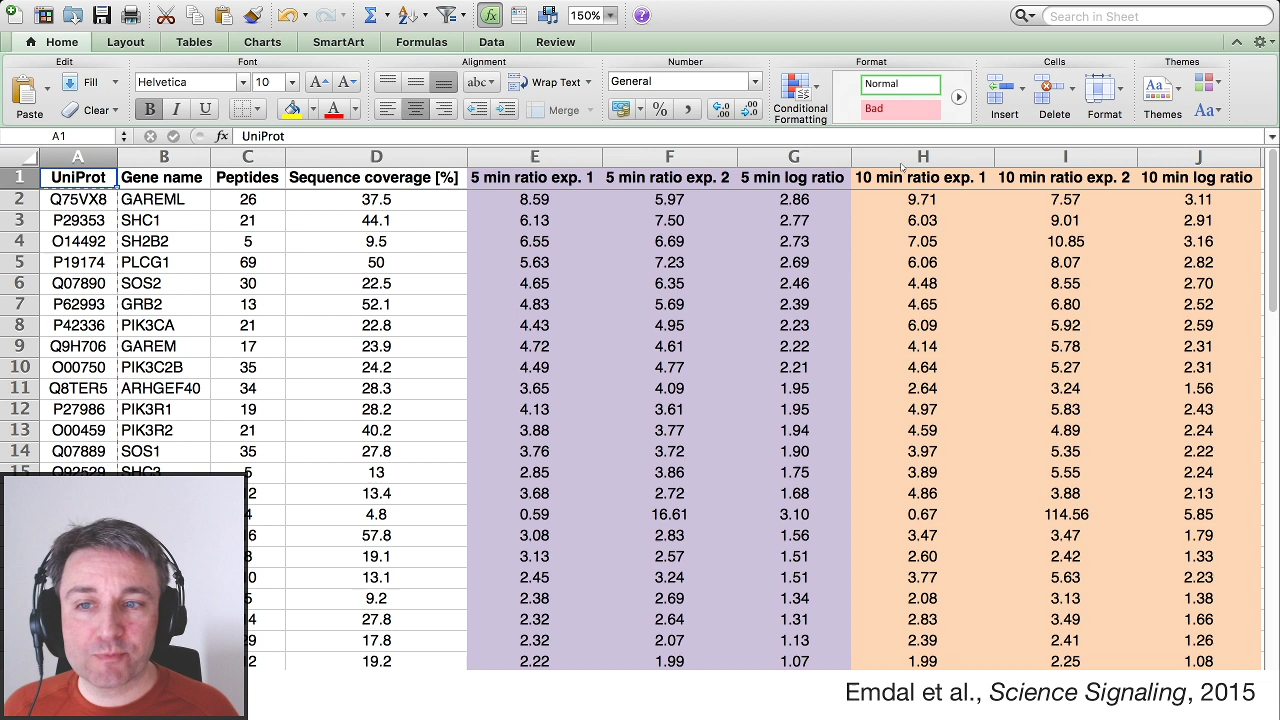 150%
Search in Sheet
Home Layout Tables Charts SmartArt Formulas Data Review
Edit Font Alignment Number Format Cells Themes
Fill Helvetica 10 abc Wrap Text General Normal
Paste Clear B I U Merge % Conditional Formatting Bad Insert Delete Format Themes Aa
A1 fx UniProt
A B C D E F G H I J
1 UniProt Gene name Peptides Sequence coverage [%] 5 min ratio exp. 1 5 min ratio exp. 2 5 min log ratio 10 min ratio exp. 1 10 min ratio exp. 2 10 min log ratio
2 Q75VX8 GAREML 26 37.5 8.59 5.97 2.86 9.71 7.57 3.11
3 P29353 SHC1 21 44.1 6.13 7.50 2.77 6.03 9.01 2.91
4 O14492 SH2B2 5 9.5 6.55 6.69 2.73 7.05 10.85 3.16
5 P19174 PLCG1 69 50 5.63 7.23 2.69 6.06 8.07 2.82
6 Q07890 SOS2 30 22.5 4.65 6.35 2.46 4.48 8.55 2.70
7 P62993 GRB2 13 52.1 4.83 5.69 2.39 4.65 6.80 2.52
8 P42336 PIK3CA 21 22.8 4.43 4.95 2.23 6.09 5.92 2.59
9 Q9H706 GAREM 17 23.9 4.72 4.61 2.22 4.14 5.78 2.31
10 O00750 PIK3C2B 35 24.2 4.49 4.77 2.21 4.64 5.27 2.31
11 Q8TER5 ARHGEF40 34 28.3 3.65 4.09 1.95 2.64 3.24 1.56
12 P27986 PIK3R1 19 28.2 4.13 3.61 1.95 4.97 5.83 2.43
13 O00459 PIK3R2 21 40.2 3.88 3.77 1.94 4.59 4.89 2.24
14 Q07889 SOS1 35 27.8 3.76 3.72 1.90 3.97 5.35 2.22
15 Q92529 SHC3 5 13 2.85 3.86 1.75 3.89 5.55 2.24
2 13.4 3.68 2.72 1.68 4.86 3.88 2.13
4 4.8 0.59 16.61 3.10 0.67 114.56 5.85
6 57.8 3.08 2.83 1.56 3.47 3.47 1.79
3 19.1 3.13 2.57 1.51 2.60 2.42 1.33
0 13.1 2.45 3.24 1.51 3.77 5.63 2.23
5 9.2 2.38 2.69 1.34 2.08 3.13 1.38
4 27.8 2.32 2.64 1.31 2.83 3.49 1.66
9 17.8 2.32 2.07 1.13 2.39 2.41 1.26
2 19.2 2.22 1.99 1.07 1.99 2.25 1.08
Emdal et al., Science Signaling, 2015